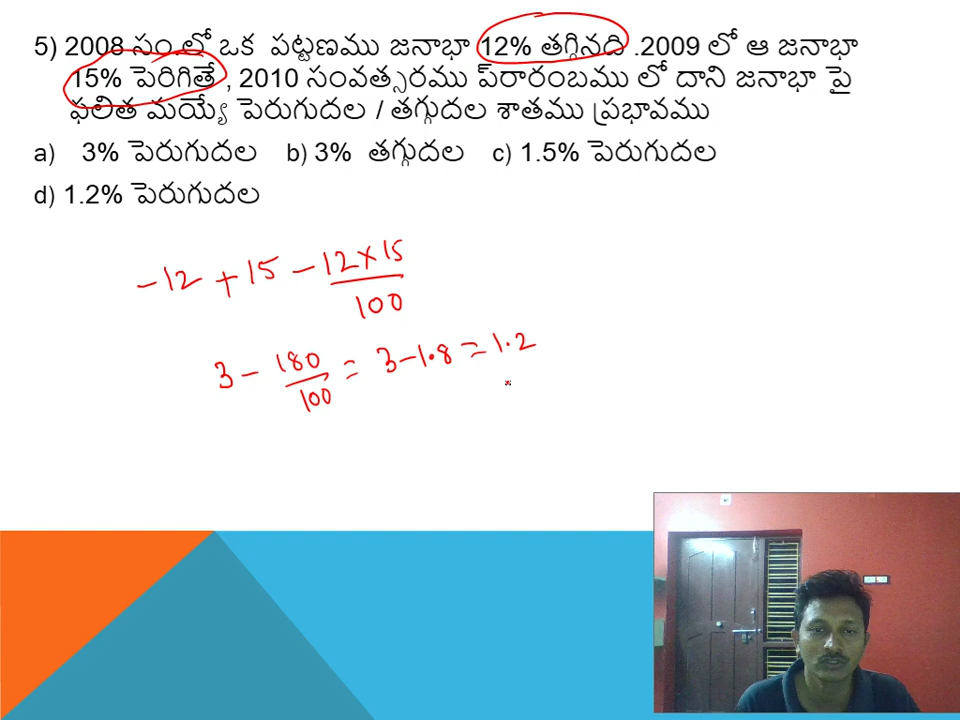 5) 2008 సం.లో ఒక పట్టణము జనాభా 12% తగ్గినది .2009 లో ఆ జనాభా
15% పెరిగితే , 2010 సంవత్సరము ప్రారంబము లో దాని జనాభా పై
ఫలిత మయ్యే పెరుగుదల / తగ్గుదల శాతము ప్రభావము
a) 3% పెరుగుదల b) 3% తగ్గుదల c) 1.5% పెరుగుదల
d) 1.2% పెరుగుదల
-12 + 15 - 12 × 15 / 100
3 - 180 / 100 = 3 - 1.8 = 1.2